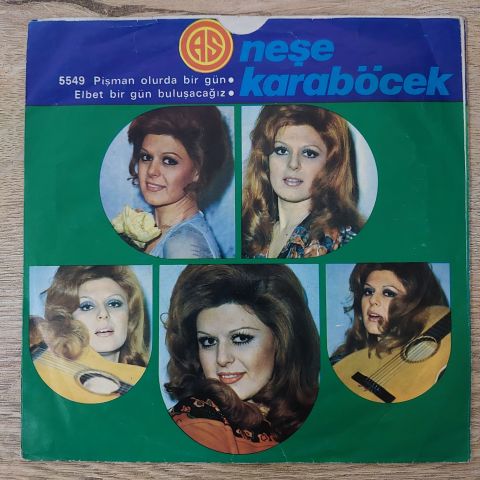 AS
neşe
karaböcek
5549 Pişman olurda bir gün•
Elbet bir gün buluşacağız •